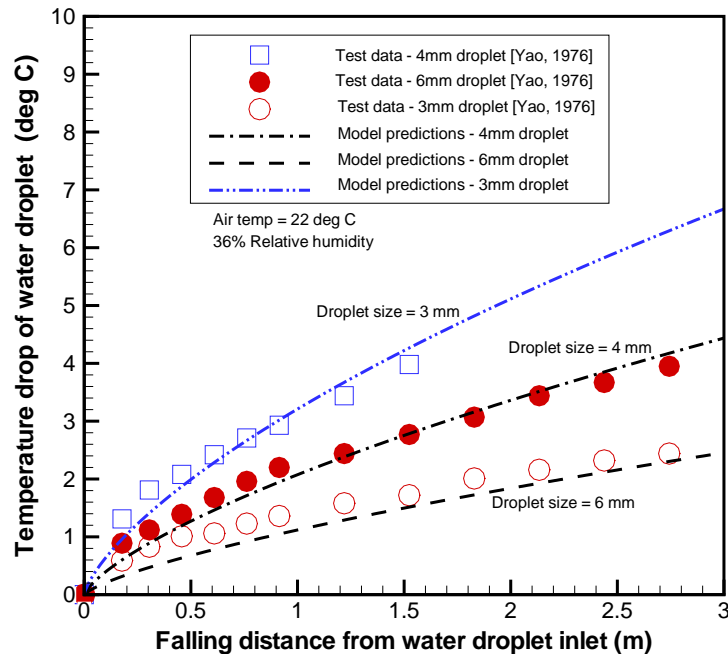 10
9
8
7
6
5
4
3
2
1
0
Temperature drop of water droplet (deg C)
Test data - 4mm droplet [Yao, 1976]
Test data - 6mm droplet [Yao, 1976]
Test data - 3mm droplet [Yao, 1976]
Model predictions - 4mm droplet
Model predictions - 6mm droplet
Model predictions - 3mm droplet
Air temp = 22 deg C
36% Relative humidity
Droplet size = 3 mm
Droplet size = 4 mm
Droplet size = 6 mm
0 0.5 1 1.5 2 2.5 3
Falling distance from water droplet inlet (m)